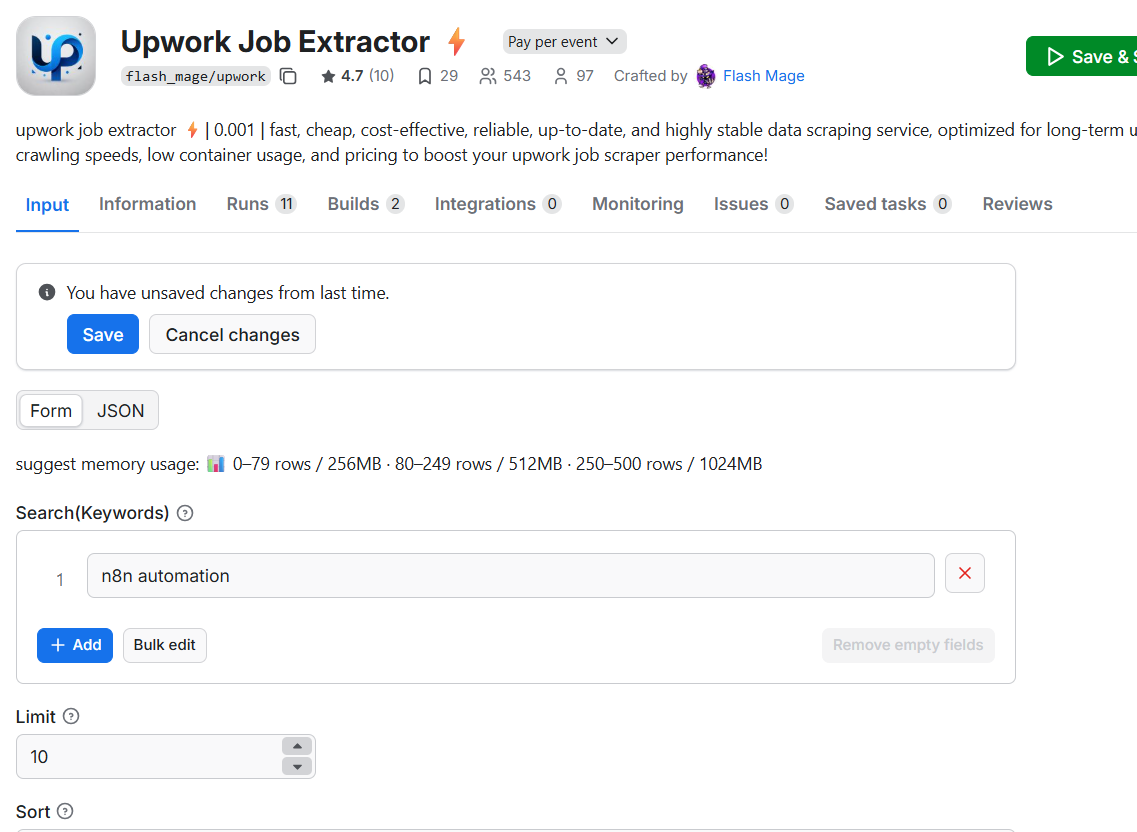 Upwork Job Extractor ⚡ Pay per event
flash_mage/upwork 4.7 (10) 29 543 97 Crafted by Flash Mage
Save & S
upwork job extractor ⚡ | 0.001 | fast, cheap, cost-effective, reliable, up-to-date, and highly stable data scraping service, optimized for long-term u
crawling speeds, low container usage, and pricing to boost your upwork job scraper performance!
Input Information Runs 11 Builds 2 Integrations 0 Monitoring Issues 0 Saved tasks 0 Reviews
You have unsaved changes from last time.
Save Cancel changes
Form JSON
suggest memory usage: 📊 0–79 rows / 256MB · 80–249 rows / 512MB · 250–500 rows / 1024MB
Search(Keywords)
1 n8n automation
+ Add Bulk edit Remove empty fields
Limit
10
Sort